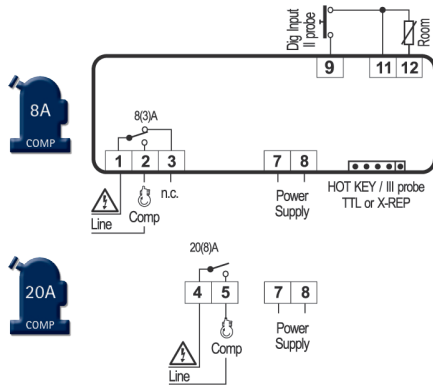 Dig Input
II probe
Room
9 11 12
8A
COMP
8(3)A
1 2 3 7 8
n.c.
Line
Comp
Power
Supply
HOT KEY / III probe
TTL or X-REP
20(8)A
20A
COMP
4 5 7 8
Comp
Power
Supply
Line